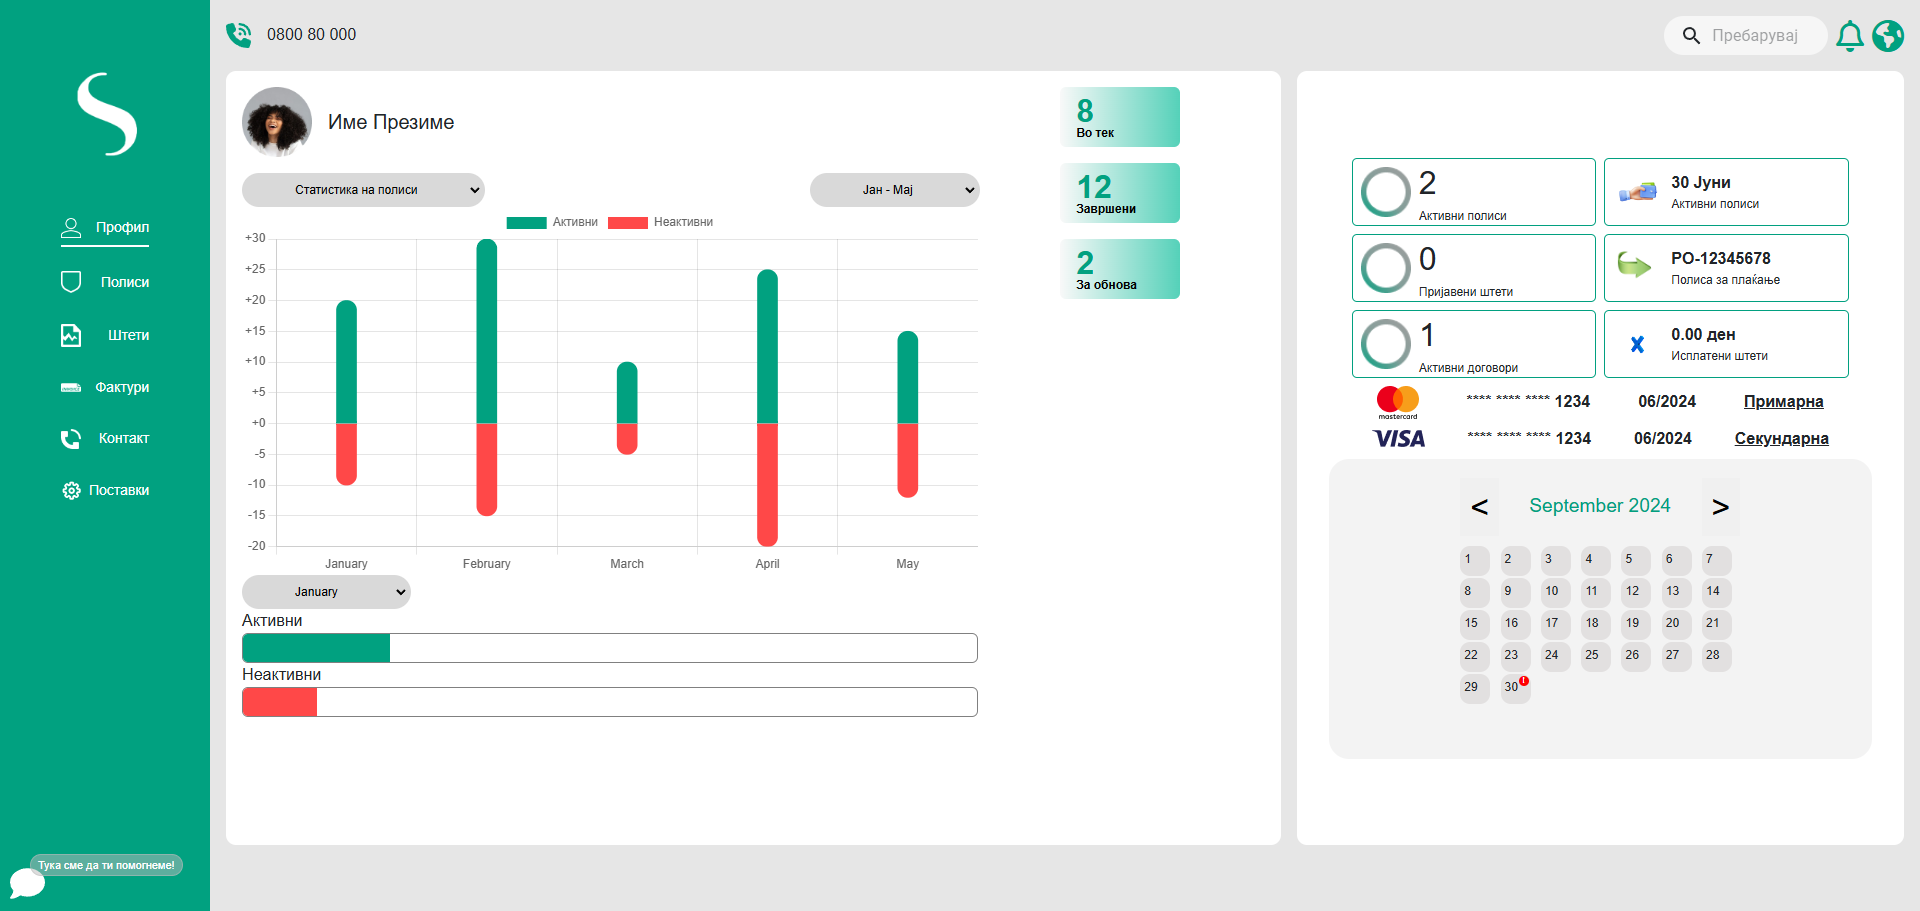 0800 80 000
Пребарувај
Профил
Полиси
Штети
Фактури
Контакт
Поставки
Тука сме да ти помогнеме!
Име Презиме
Статистика на полиси
Јан - Мај
Активни
Неактивни
+30
+25
+20
+15
+10
+5
+0
-5
-10
-15
-20
January
February
March
April
May
January
Активни
Неактивни
8
Во тек
12
Завршени
2
За обнова
2
Активни полиси
30 Јуни
Активни полиси
0
Пријавени штети
PO-12345678
Полиса за плаќање
1
Активни договори
0.00 ден
Исплатени штети
mastercard
**** **** **** 1234
06/2024
Примарна
VISA
**** **** **** 1234
06/2024
Секундарна
< September 2024 >
1 2 3 4 5 6 7
8 9 10 11 12 13 14
15 16 17 18 19 20 21
22 23 24 25 26 27 28
29 30 !